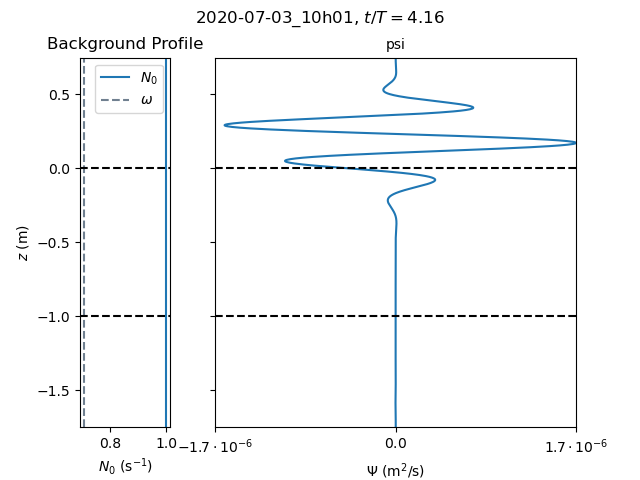 2020-07-03_10h01, t/T = 4.16
Background Profile
psi
N₀
ω
0.5
0.0
−0.5
−1.0
−1.5
z (m)
0.8
1.0
N₀ (s⁻¹)
−1.7 · 10⁻⁶
0.0
1.7 · 10⁻⁶
Ψ (m²/s)